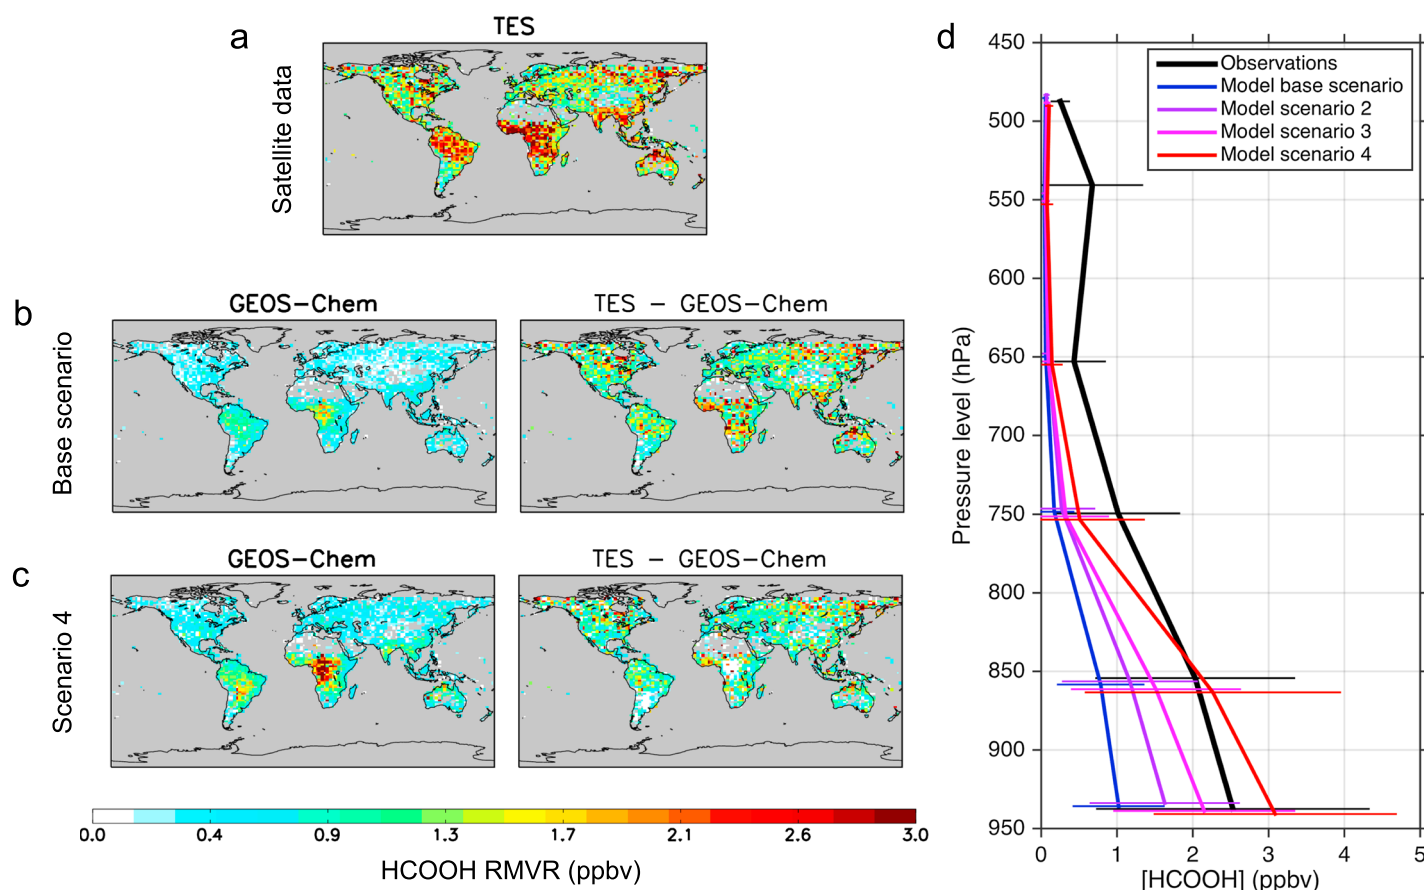 a
TES
Satellite data
b
GEOS-Chem
TES - GEOS-Chem
Base scenario
c
GEOS-Chem
TES - GEOS-Chem
Scenario 4
0.0 0.4 0.9 1.3 1.7 2.1 2.6 3.0
HCOOH RMVR (ppbv)
d
Observations
Model base scenario
Model scenario 2
Model scenario 3
Model scenario 4
450
500
550
600
650
700
750
800
850
900
950
Pressure level (hPa)
0 1 2 3 4 5
[HCOOH] (ppbv)